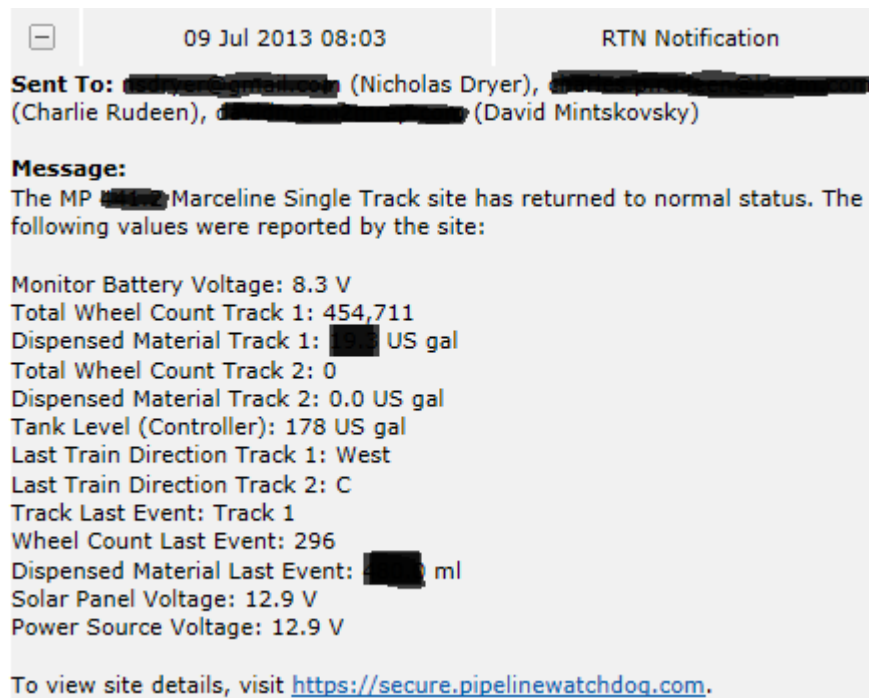 09 Jul 2013 08:03 RTN Notification
Sent To: (Nicholas Dryer),
(Charlie Rudeen), (David Mintskovsky)
Message:
The MP Marceline Single Track site has returned to normal status. The
following values were reported by the site:
Monitor Battery Voltage: 8.3 V
Total Wheel Count Track 1: 454,711
Dispensed Material Track 1: US gal
Total Wheel Count Track 2: 0
Dispensed Material Track 2: 0.0 US gal
Tank Level (Controller): 178 US gal
Last Train Direction Track 1: West
Last Train Direction Track 2: C
Track Last Event: Track 1
Wheel Count Last Event: 296
Dispensed Material Last Event: ml
Solar Panel Voltage: 12.9 V
Power Source Voltage: 12.9 V
To view site details, visit https://secure.pipelinewatchdog.com.